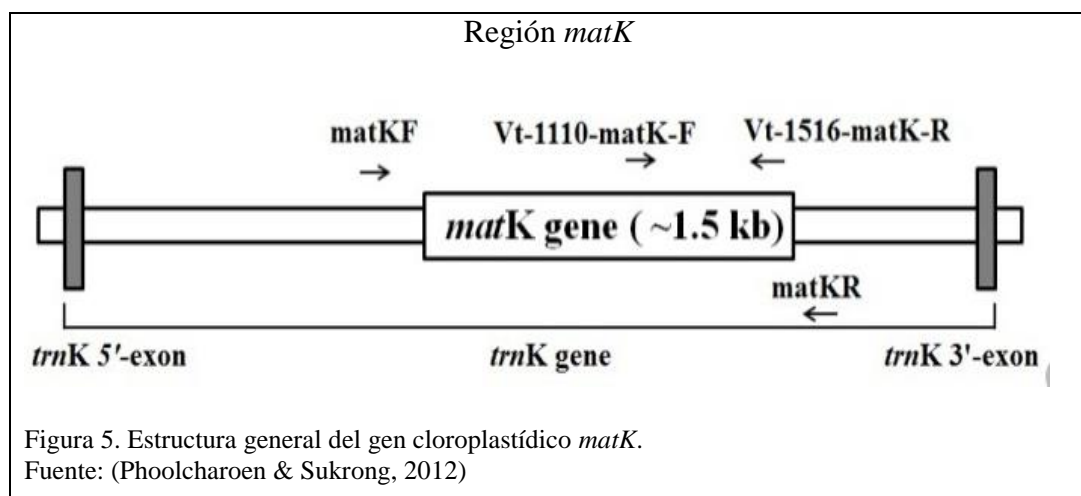 Región matK
matKF
Vt-1110-matK-F
Vt-1516-matK-R
matK gene ( ~1.5 kb)
matKR
trnK 5'-exon
trnK gene
trnK 3'-exon
Figura 5. Estructura general del gen cloroplastídico matK.
Fuente: (Phoolcharoen & Sukrong, 2012)